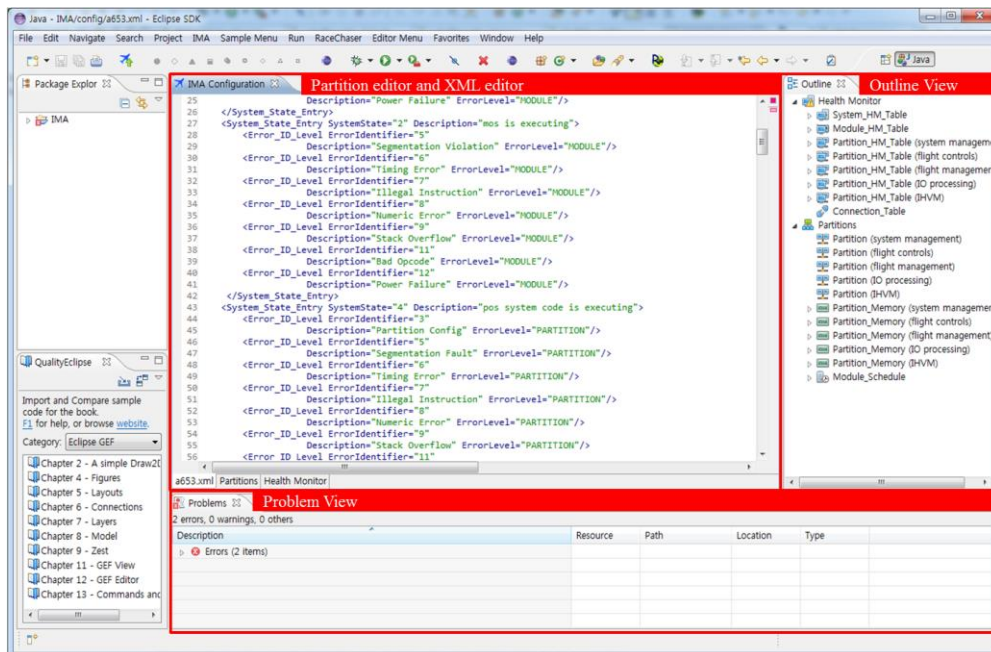 Java - IMA/config/a653.xml - Eclipse SDK
File Edit Navigate Search Project IMA Sample Menu Run RaceChaser Editor Menu Favorites Window Help
Java
Package Explor
IMA
QualityEclipse
Import and Compare sample
code for the book.
F1 for help, or browse website.
Category: Eclipse GEF
Chapter 2 - A simple Draw2D
Chapter 4 - Figures
Chapter 5 - Layouts
Chapter 6 - Connections
Chapter 7 - Layers
Chapter 8 - Model
Chapter 9 - Zest
Chapter 11 - GEF View
Chapter 12 - GEF Editor
Chapter 13 - Commands and
IMA Configuration
Partition editor and XML editor
25 Description="Power Failure" ErrorLevel="MODULE"/>
26 </System_State_Entry>
27 <System_State_Entry SystemState="2" Description="mos is executing">
28 <Error_ID_Level ErrorIdentifier="5"
29 Description="Segmentation Violation" ErrorLevel="MODULE"/>
30 <Error_ID_Level ErrorIdentifier="6"
31 Description="Timing Error" ErrorLevel="MODULE"/>
32 <Error_ID_Level ErrorIdentifier="7"
33 Description="Illegal Instruction" ErrorLevel="MODULE"/>
34 <Error_ID_Level ErrorIdentifier="8"
35 Description="Numeric Error" ErrorLevel="MODULE"/>
36 <Error_ID_Level ErrorIdentifier="9"
37 Description="Stack Overflow" ErrorLevel="MODULE"/>
38 <Error_ID_Level ErrorIdentifier="11"
39 Description="Bad Opcode" ErrorLevel="MODULE"/>
40 <Error_ID_Level ErrorIdentifier="12"
41 Description="Power Failure" ErrorLevel="MODULE"/>
42 </System_State_Entry>
43 <System_State_Entry SystemState="4" Description="pos system code is executing">
44 <Error_ID_Level ErrorIdentifier="3"
45 Description="Partition Config" ErrorLevel="PARTITION"/>
46 <Error_ID_Level ErrorIdentifier="5"
47 Description="Segmentation Fault" ErrorLevel="PARTITION"/>
48 <Error_ID_Level ErrorIdentifier="6"
49 Description="Timing Error" ErrorLevel="PARTITION"/>
50 <Error_ID_Level ErrorIdentifier="7"
51 Description="Illegal Instruction" ErrorLevel="PARTITION"/>
52 <Error_ID_Level ErrorIdentifier="8"
53 Description="Numeric Error" ErrorLevel="PARTITION"/>
54 <Error_ID_Level ErrorIdentifier="9"
55 Description="Stack Overflow" ErrorLevel="PARTITION"/>
56 <Error_ID_Level ErrorIdentifier="11"
a653.xml Partitions Health Monitor
Outline
Outline View
Health Monitor
System_HM_Table
Module_HM_Table
Partition_HM_Table (system managem
Partition_HM_Table (flight controls)
Partition_HM_Table (flight managemer
Partition_HM_Table (IO processing)
Partition_HM_Table (IHVM)
Connection_Table
Partitions
Partition (system management)
Partition (flight controls)
Partition (flight management)
Partition (IO processing)
Partition (IHVM)
Partition_Memory (system managemer
Partition_Memory (flight controls)
Partition_Memory (flight management)
Partition_Memory (IO processing)
Partition_Memory (IHVM)
Module_Schedule
Problems
Problem View
2 errors, 0 warnings, 0 others
Description Resource Path Location Type
Errors (2 items)